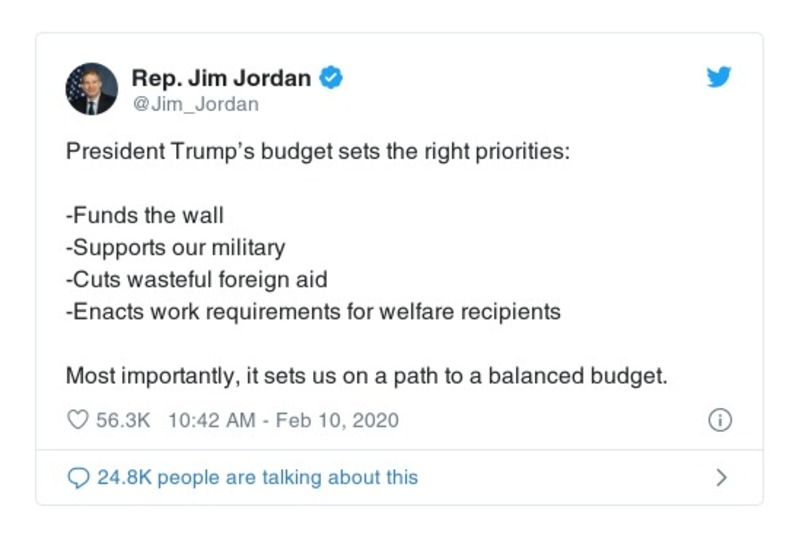 Rep. Jim Jordan
@Jim_Jordan
President Trump’s budget sets the right priorities:
-Funds the wall
-Supports our military
-Cuts wasteful foreign aid
-Enacts work requirements for welfare recipients
Most importantly, it sets us on a path to a balanced budget.
56.3K 10:42 AM - Feb 10, 2020
24.8K people are talking about this